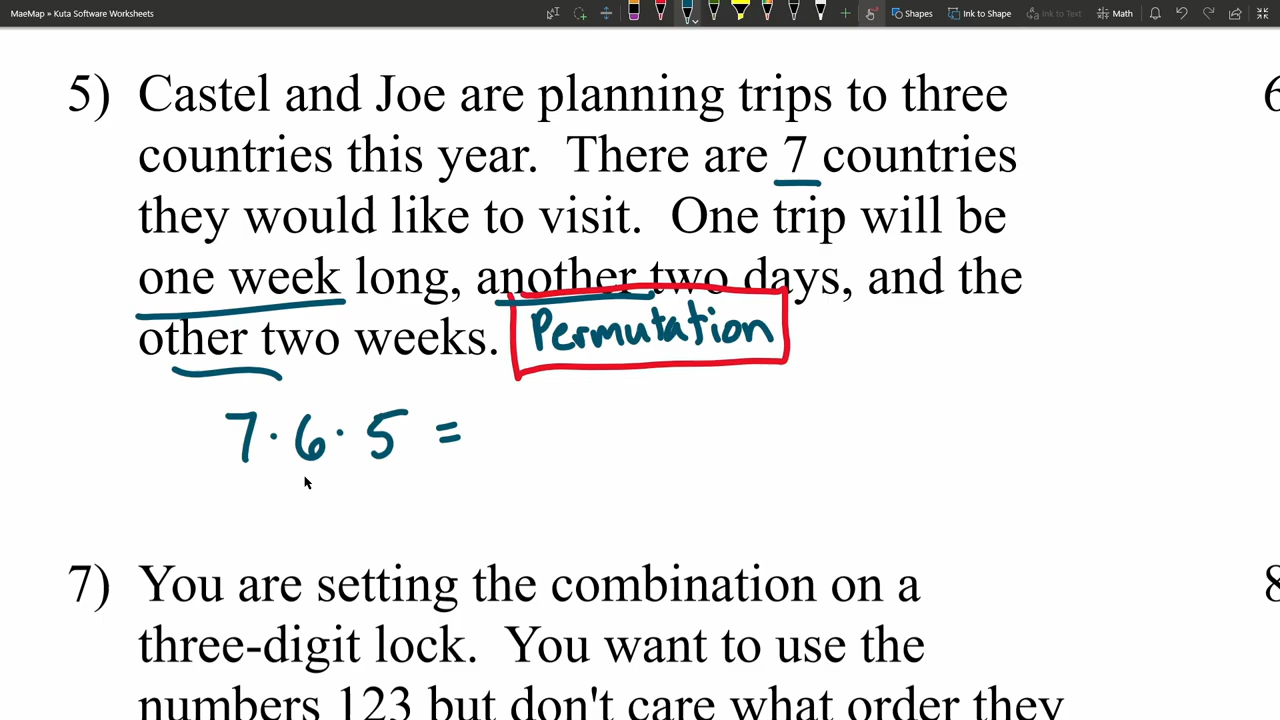 MaeMap » Kuta Software Worksheets
Shapes Ink to Shape Ink to Text Math
5) Castel and Joe are planning trips to three
countries this year. There are 7 countries
they would like to visit. One trip will be
one week long, another two days, and the
other two weeks. Permutation
7 · 6 · 5 =
7) You are setting the combination on a
three-digit lock. You want to use the
numbers 123 but don't care what order they
6
8